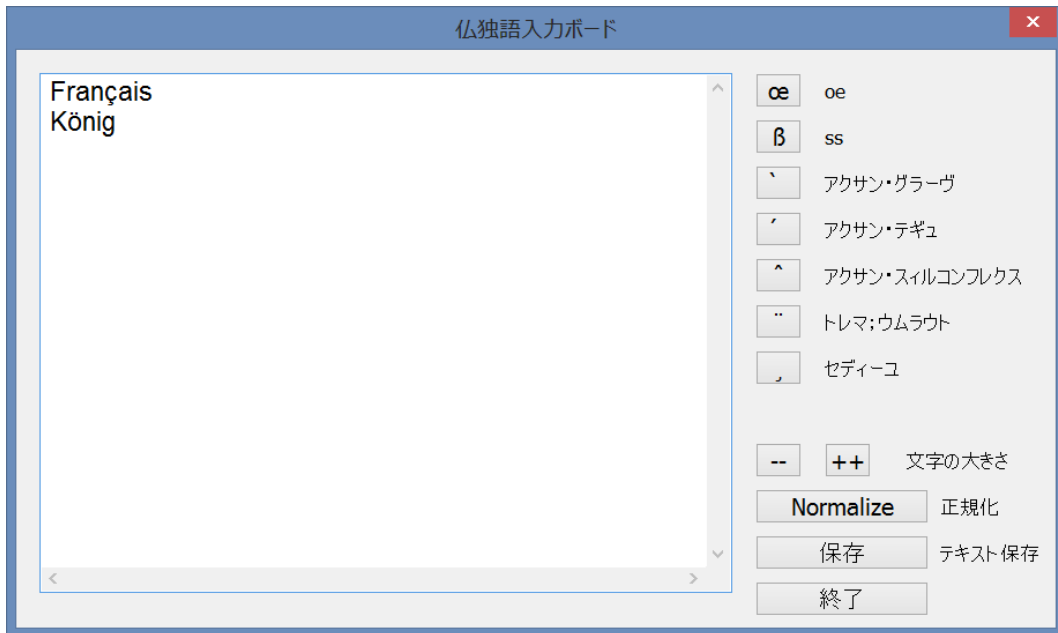 仏独語入力ボード
×
Français
König
œ oe
ß ss
` アクサン・グラーヴ
´ アクサン・テギュ
ˆ アクサン・スィルコンフレクス
¨ トレマ;ウムラウト
¸ セディーユ
-- ++ 文字の大きさ
Normalize 正規化
保存 テキスト保存
終了